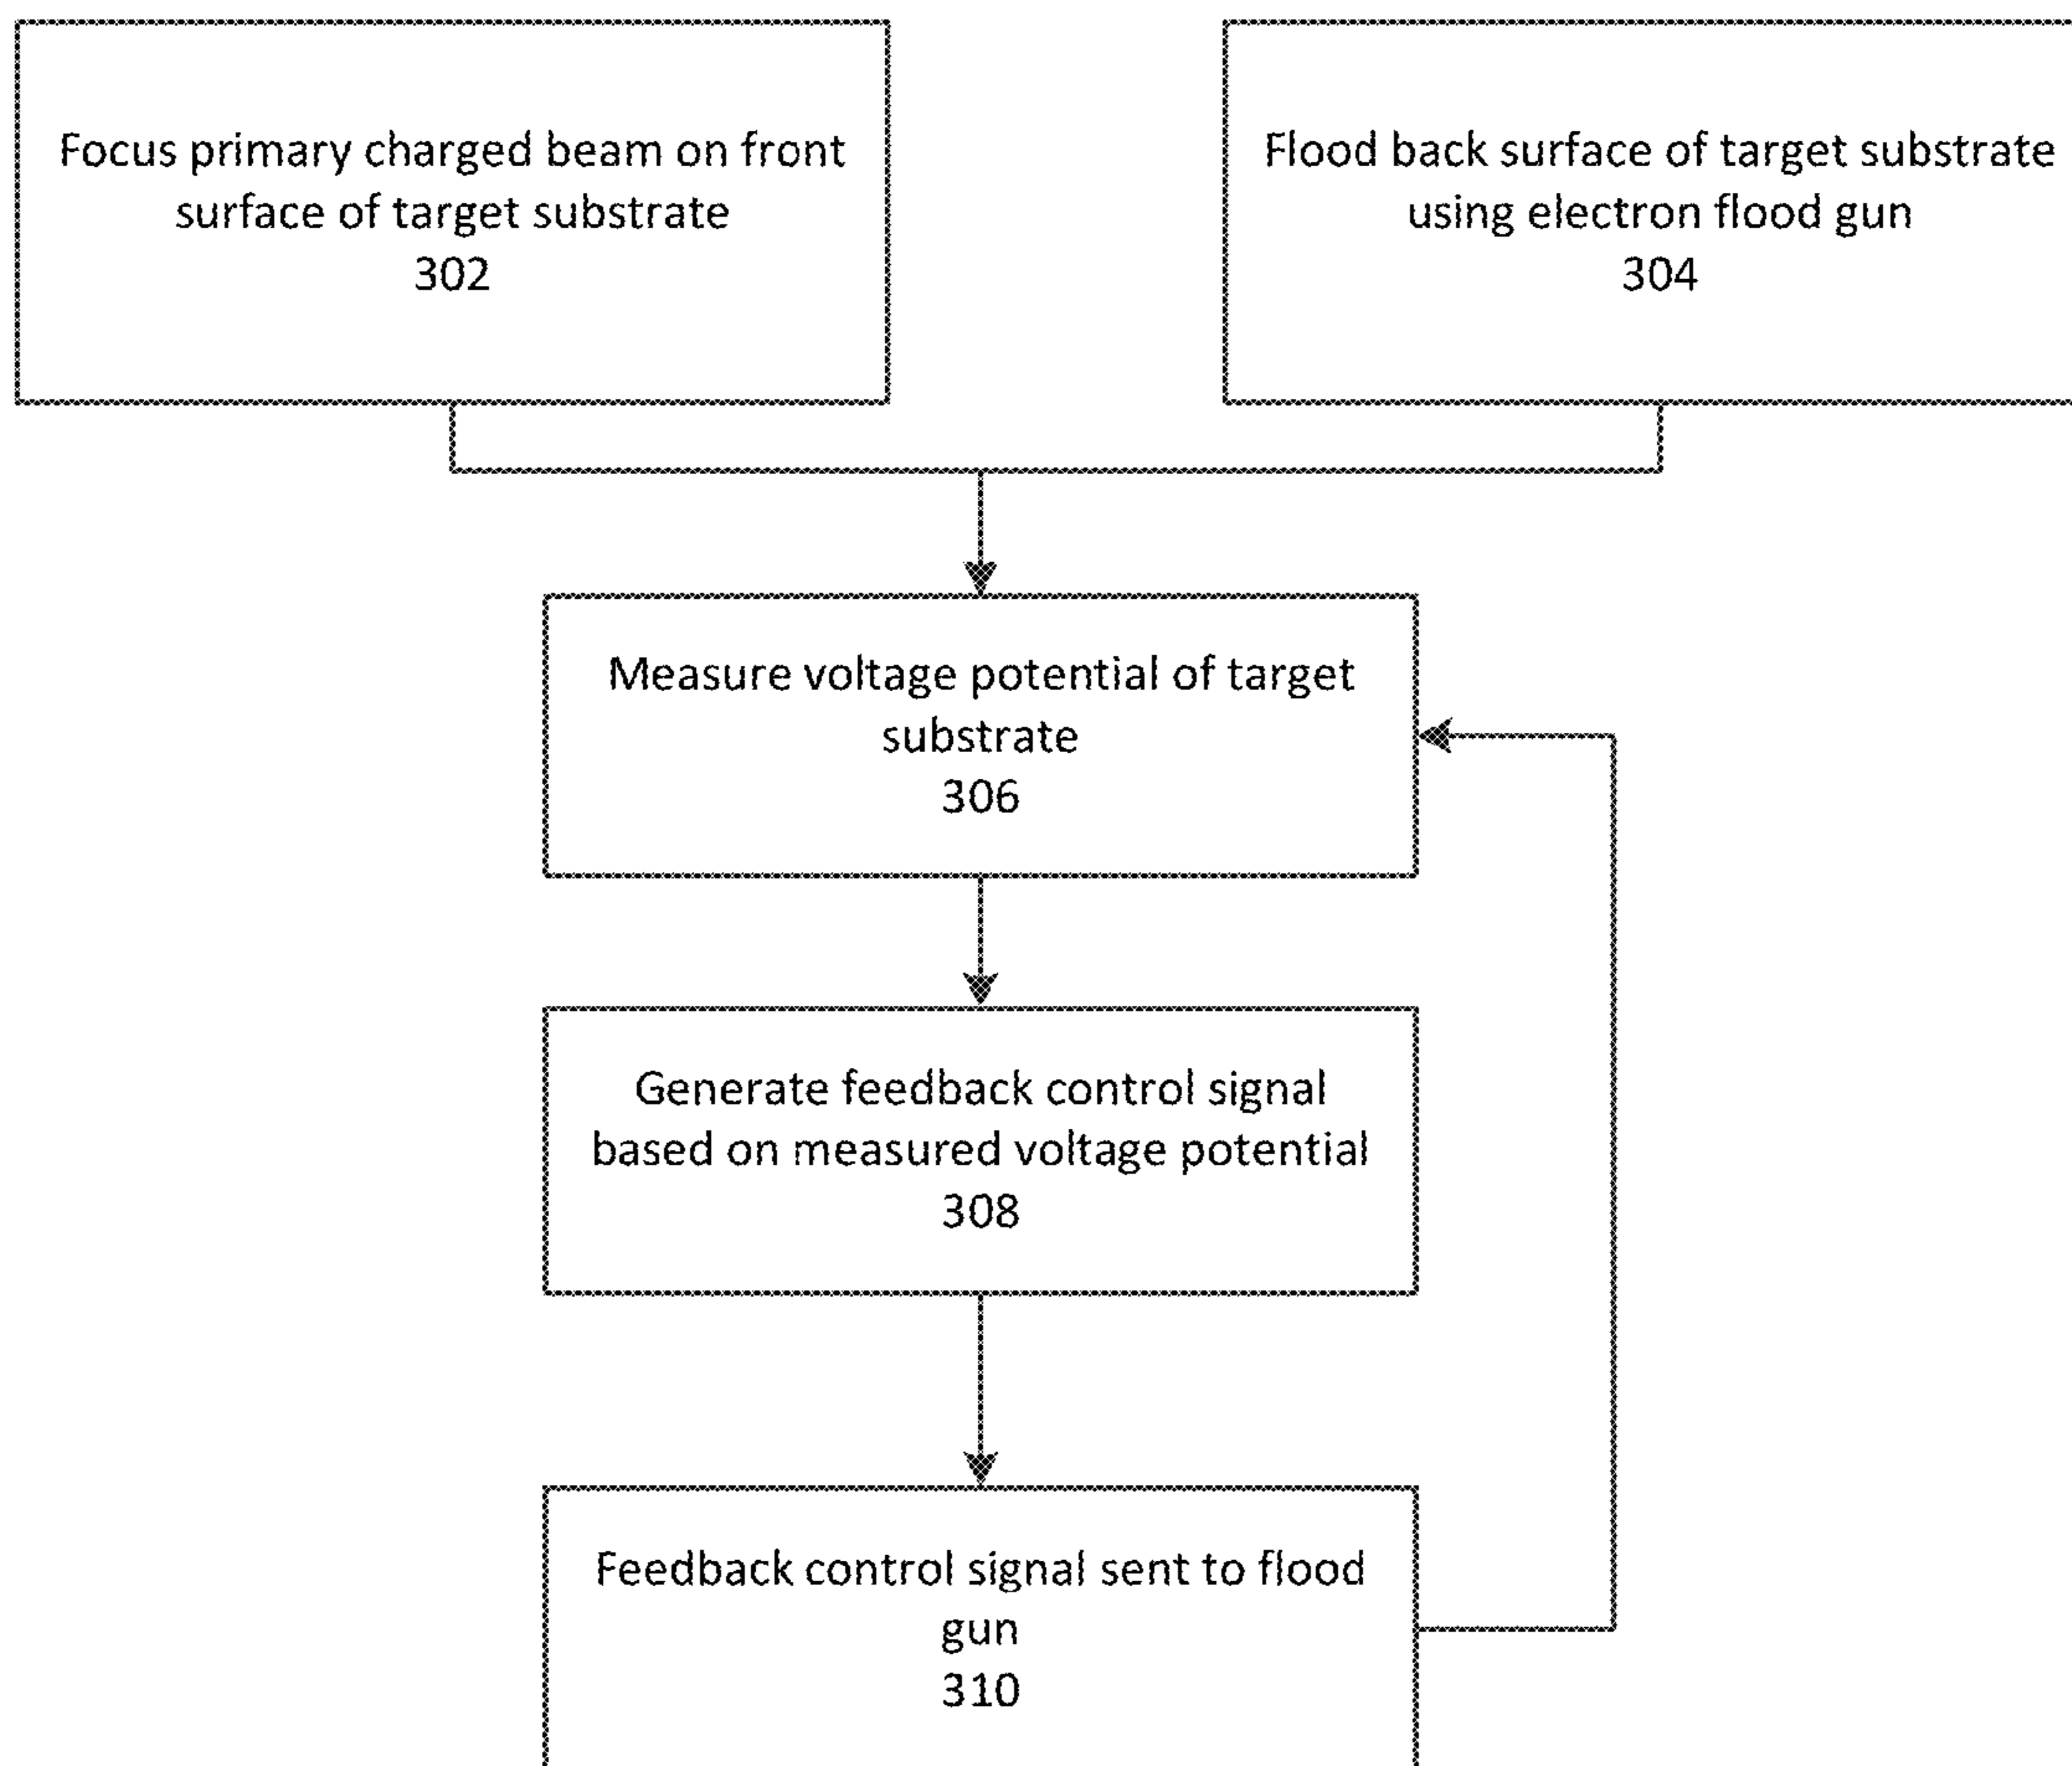 Focus primary charged beam on front
surface of target substrate
302
Flood back surface of target substrate
using electron flood gun
304
Measure voltage potential of target
substrate
306
Generate feedback control signal
based on measured voltage potential
308
Feedback control signal sent to flood
gun
310